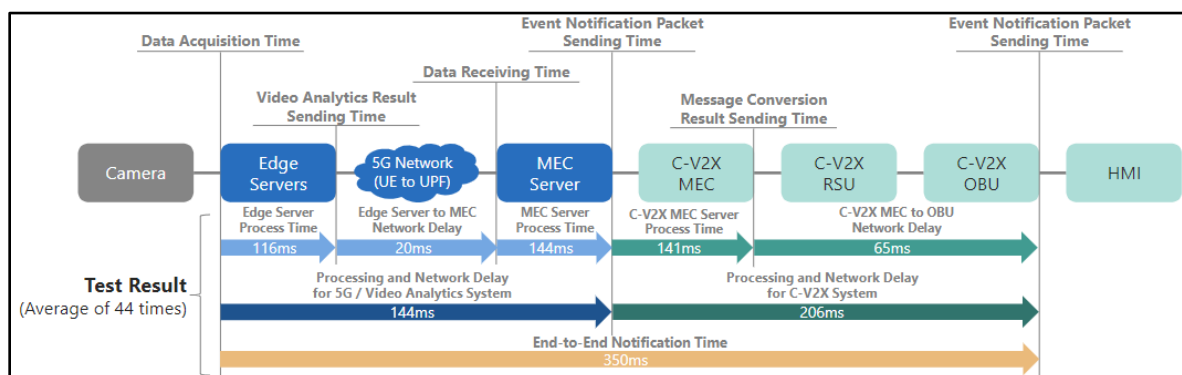 Event Notification Packet
Sending Time
Event Notification Packet
Sending Time
Data Acquisition Time
Data Receiving Time
Video Analytics Result
Sending Time
Message Conversion
Result Sending Time
Camera
Edge
Servers
5G Network
(UE to UPF)
MEC
Server
C-V2X
MEC
C-V2X
RSU
C-V2X
OBU
HMI
Edge Server
Process Time
116ms
Edge Server to MEC
Network Delay
20ms
MEC Server
Process Time
144ms
C-V2X MEC Server
Process Time
141ms
C-V2X MEC to OBU
Network Delay
65ms
Test Result
(Average of 44 times)
Processing and Network Delay
for 5G / Video Analytics System
144ms
Processing and Network Delay
for C-V2X System
206ms
End-to-End Notification Time
350ms